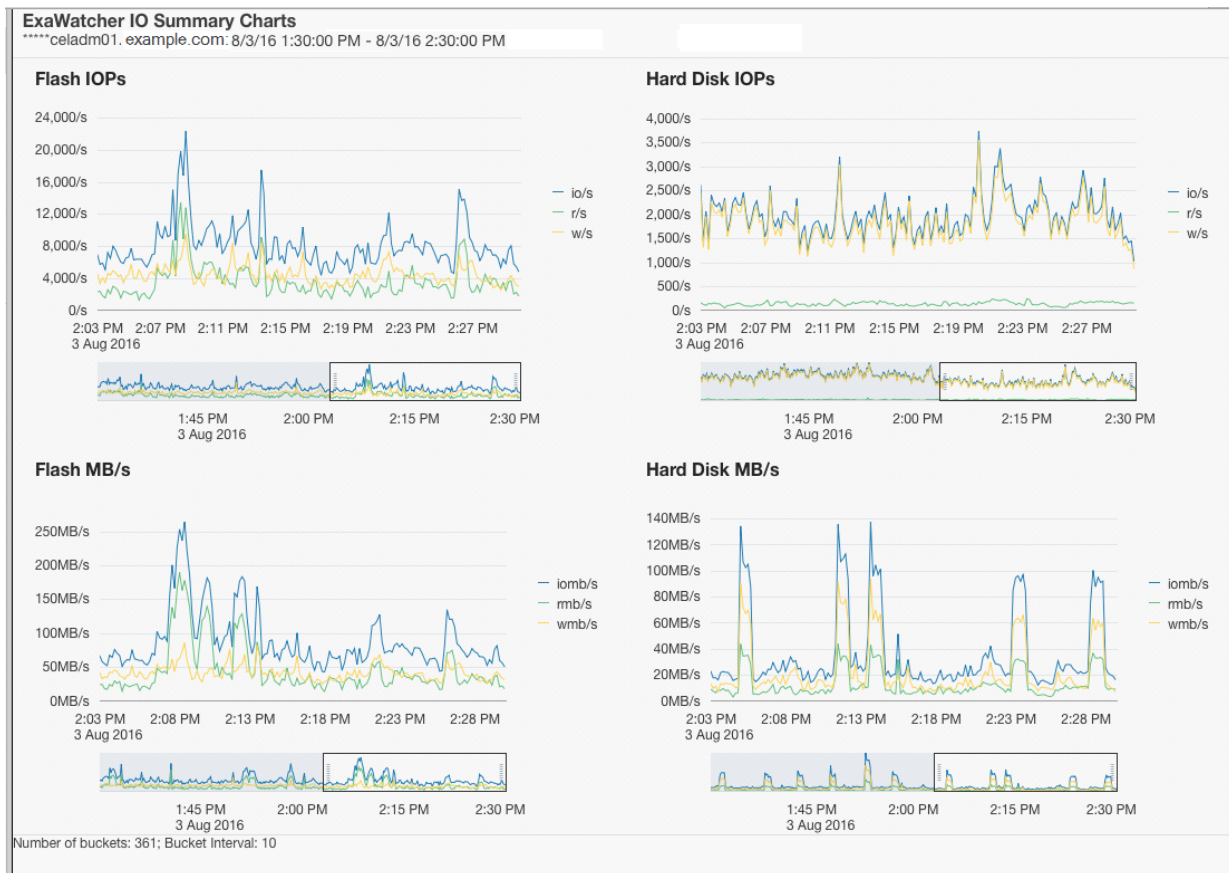 ExaWatcher IO Summary Charts
*****celadm01. example.com: 8/3/16 1:30:00 PM - 8/3/16 2:30:00 PM
Flash IOPs
24,000/s
20,000/s
16,000/s
12,000/s
8,000/s
4,000/s
0/s
2:03 PM 2:07 PM 2:11 PM 2:15 PM 2:19 PM 2:23 PM 2:27 PM
3 Aug 2016
io/s
r/s
w/s
1:45 PM 2:00 PM 2:15 PM 2:30 PM
3 Aug 2016
Hard Disk IOPs
4,000/s
3,500/s
3,000/s
2,500/s
2,000/s
1,500/s
1,000/s
500/s
0/s
2:03 PM 2:07 PM 2:11 PM 2:15 PM 2:19 PM 2:23 PM 2:27 PM
3 Aug 2016
io/s
r/s
w/s
1:45 PM 2:00 PM 2:15 PM 2:30 PM
3 Aug 2016
Flash MB/s
250MB/s
200MB/s
150MB/s
100MB/s
50MB/s
0MB/s
2:03 PM 2:08 PM 2:13 PM 2:18 PM 2:23 PM 2:28 PM
3 Aug 2016
iomb/s
rmb/s
wmb/s
1:45 PM 2:00 PM 2:15 PM 2:30 PM
3 Aug 2016
Hard Disk MB/s
140MB/s
120MB/s
100MB/s
80MB/s
60MB/s
40MB/s
20MB/s
0MB/s
2:03 PM 2:08 PM 2:13 PM 2:18 PM 2:23 PM 2:28 PM
3 Aug 2016
iomb/s
rmb/s
wmb/s
1:45 PM 2:00 PM 2:15 PM 2:30 PM
3 Aug 2016
Number of buckets: 361; Bucket Interval: 10